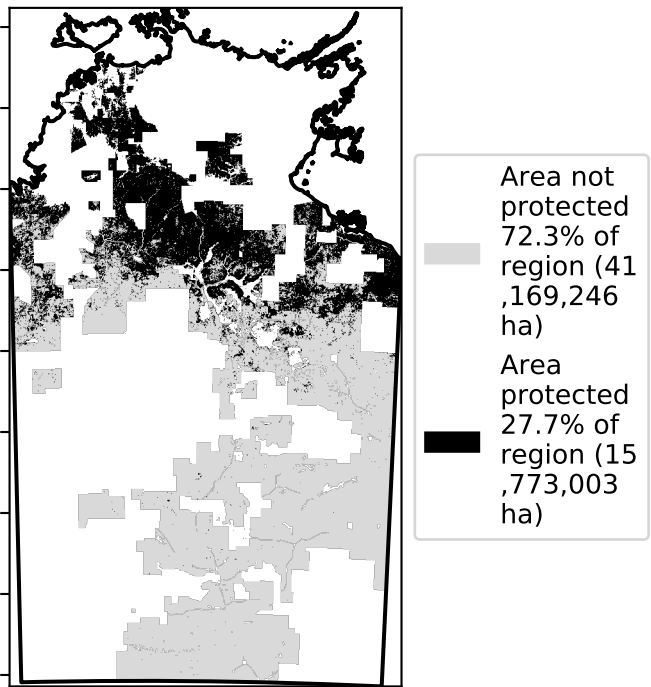 Area not
protected
72.3% of
region (41
,169,246
ha)
Area
protected
27.7% of
region (15
,773,003
ha)